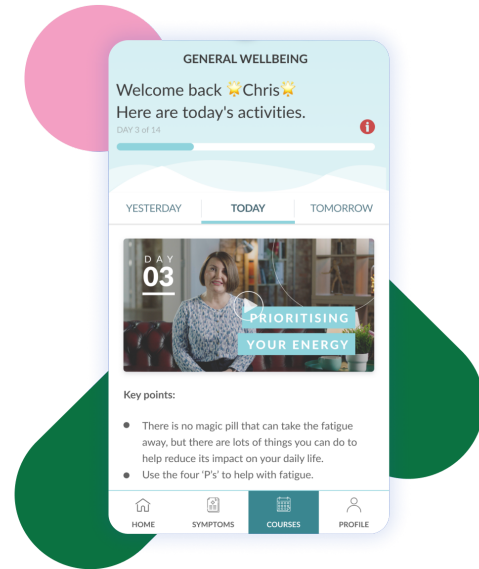 GENERAL WELLBEING
Welcome back 🌟Chris🌟
Here are today's activities.
DAY 3 of 14
i
YESTERDAY TODAY TOMORROW
DAY
03
PRIORITISING
YOUR ENERGY
Key points:
● There is no magic pill that can take the fatigue
away, but there are lots of things you can do to
help reduce its impact on your daily life.
● Use the four 'P's' to help with fatigue.
HOME SYMPTOMS COURSES PROFILE